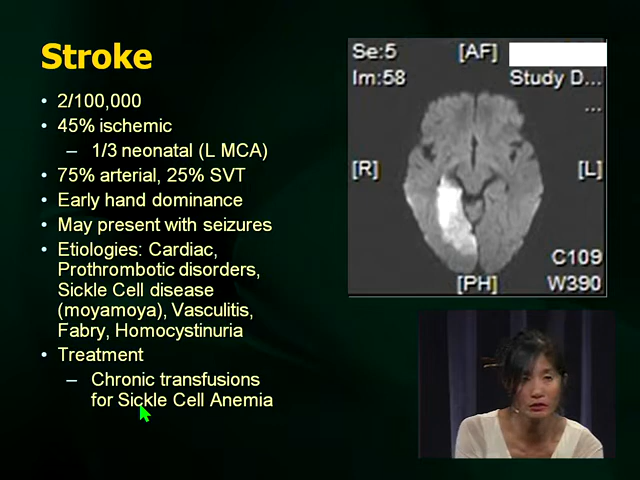 Stroke
• 2/100,000
• 45% ischemic
– 1/3 neonatal (L MCA)
• 75% arterial, 25% SVT
• Early hand dominance
• May present with seizures
• Etiologies: Cardiac,
Prothrombotic disorders,
Sickle Cell disease
(moyamoya), Vasculitis,
Fabry, Homocystinuria
• Treatment
– Chronic transfusions
for Sickle Cell Anemia
Se:5 [AF]
Im:58 Study D...
...
[R] [L]
C109
[PH] W390